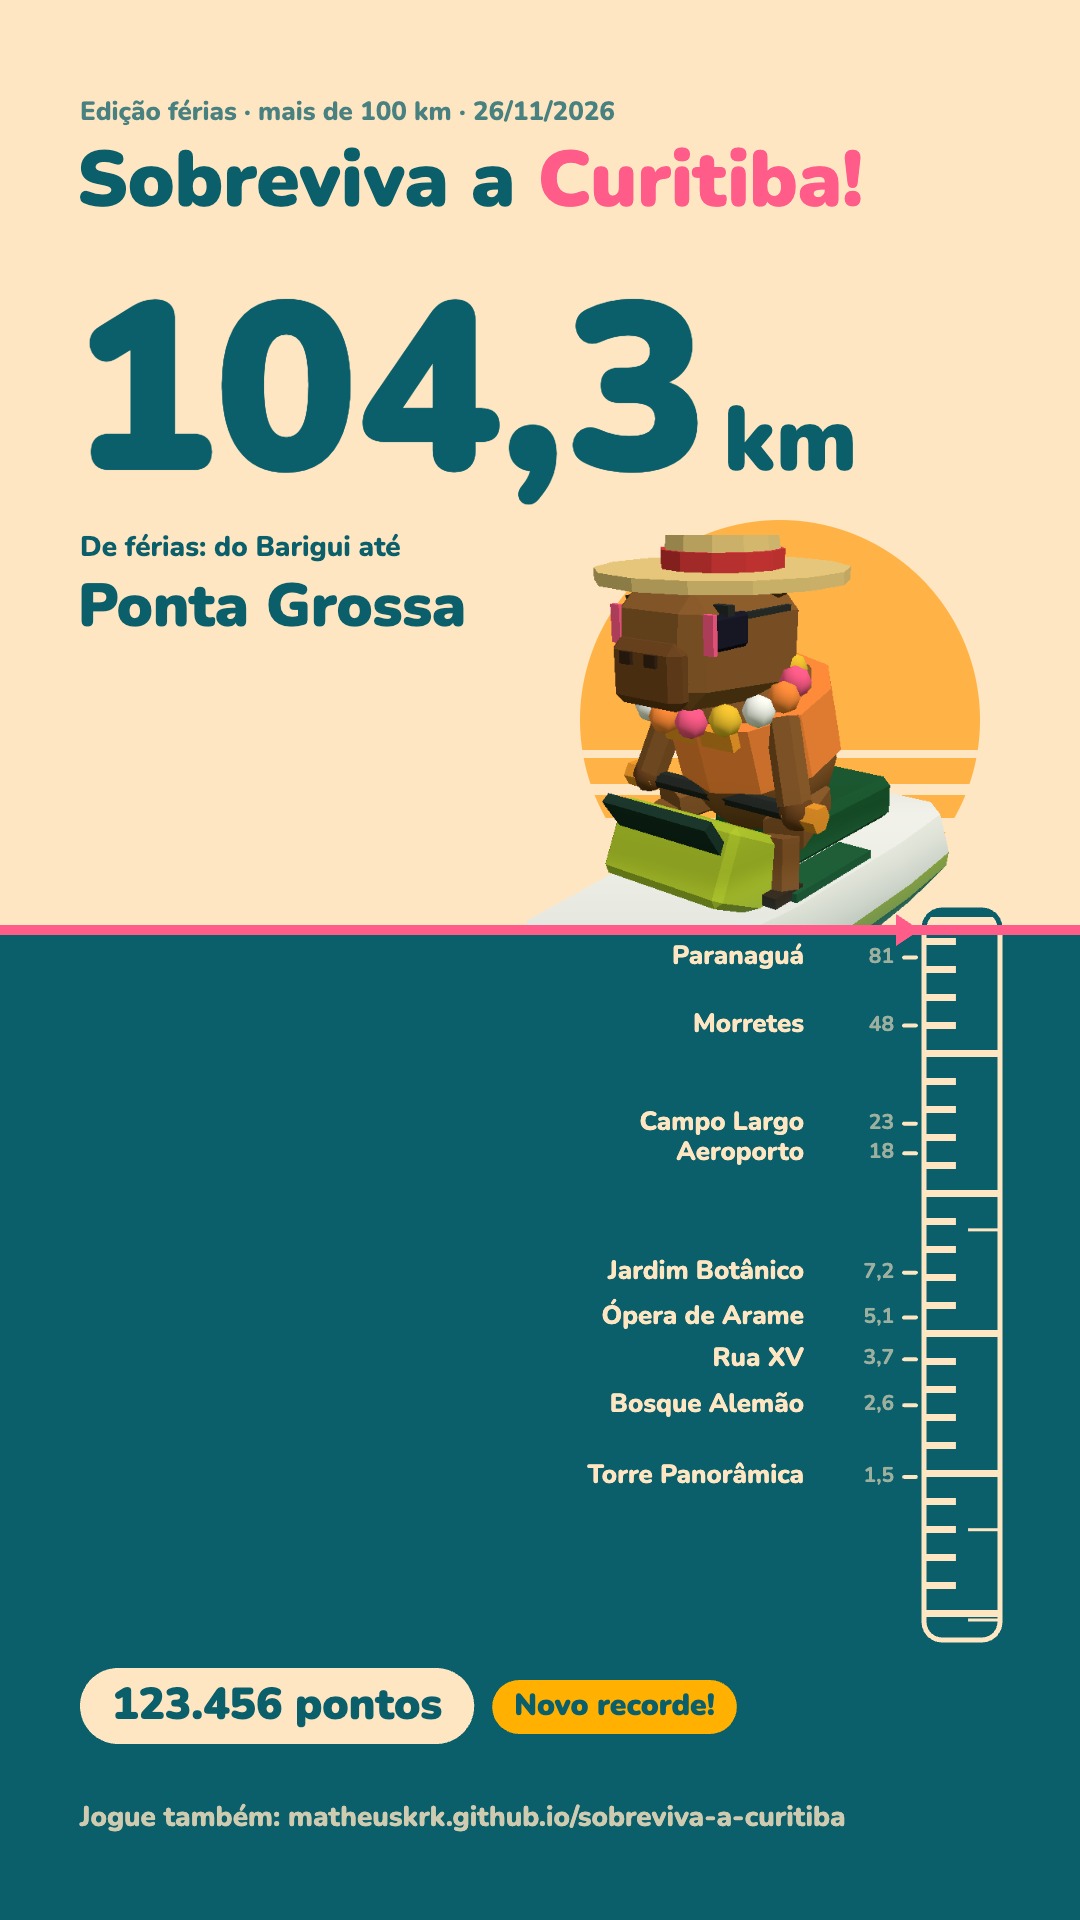 Edição férias · mais de 100 km · 26/11/2026
Sobreviva a Curitiba!
104,3 km
De férias: do Barigui até
Ponta Grossa
Paranaguá 81
Morretes 48
Campo Largo 23
Aeroporto 18
Jardim Botânico 7,2
Ópera de Arame 5,1
Rua XV 3,7
Bosque Alemão 2,6
Torre Panorâmica 1,5
123.456 pontos Novo recorde!
Jogue também: matheuskrk.github.io/sobreviva-a-curitiba